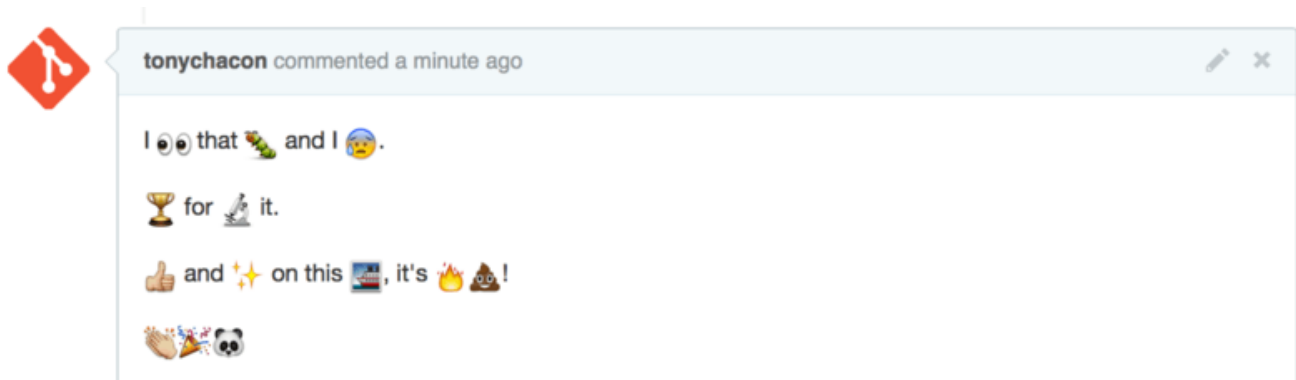 tonychacon commented a minute ago
I 👀 that 🐛 and I 😰.
🏆 for 🔬 it.
👍 and ✨ on this 🚢, it's 🔥💩!
👏🎉🐼